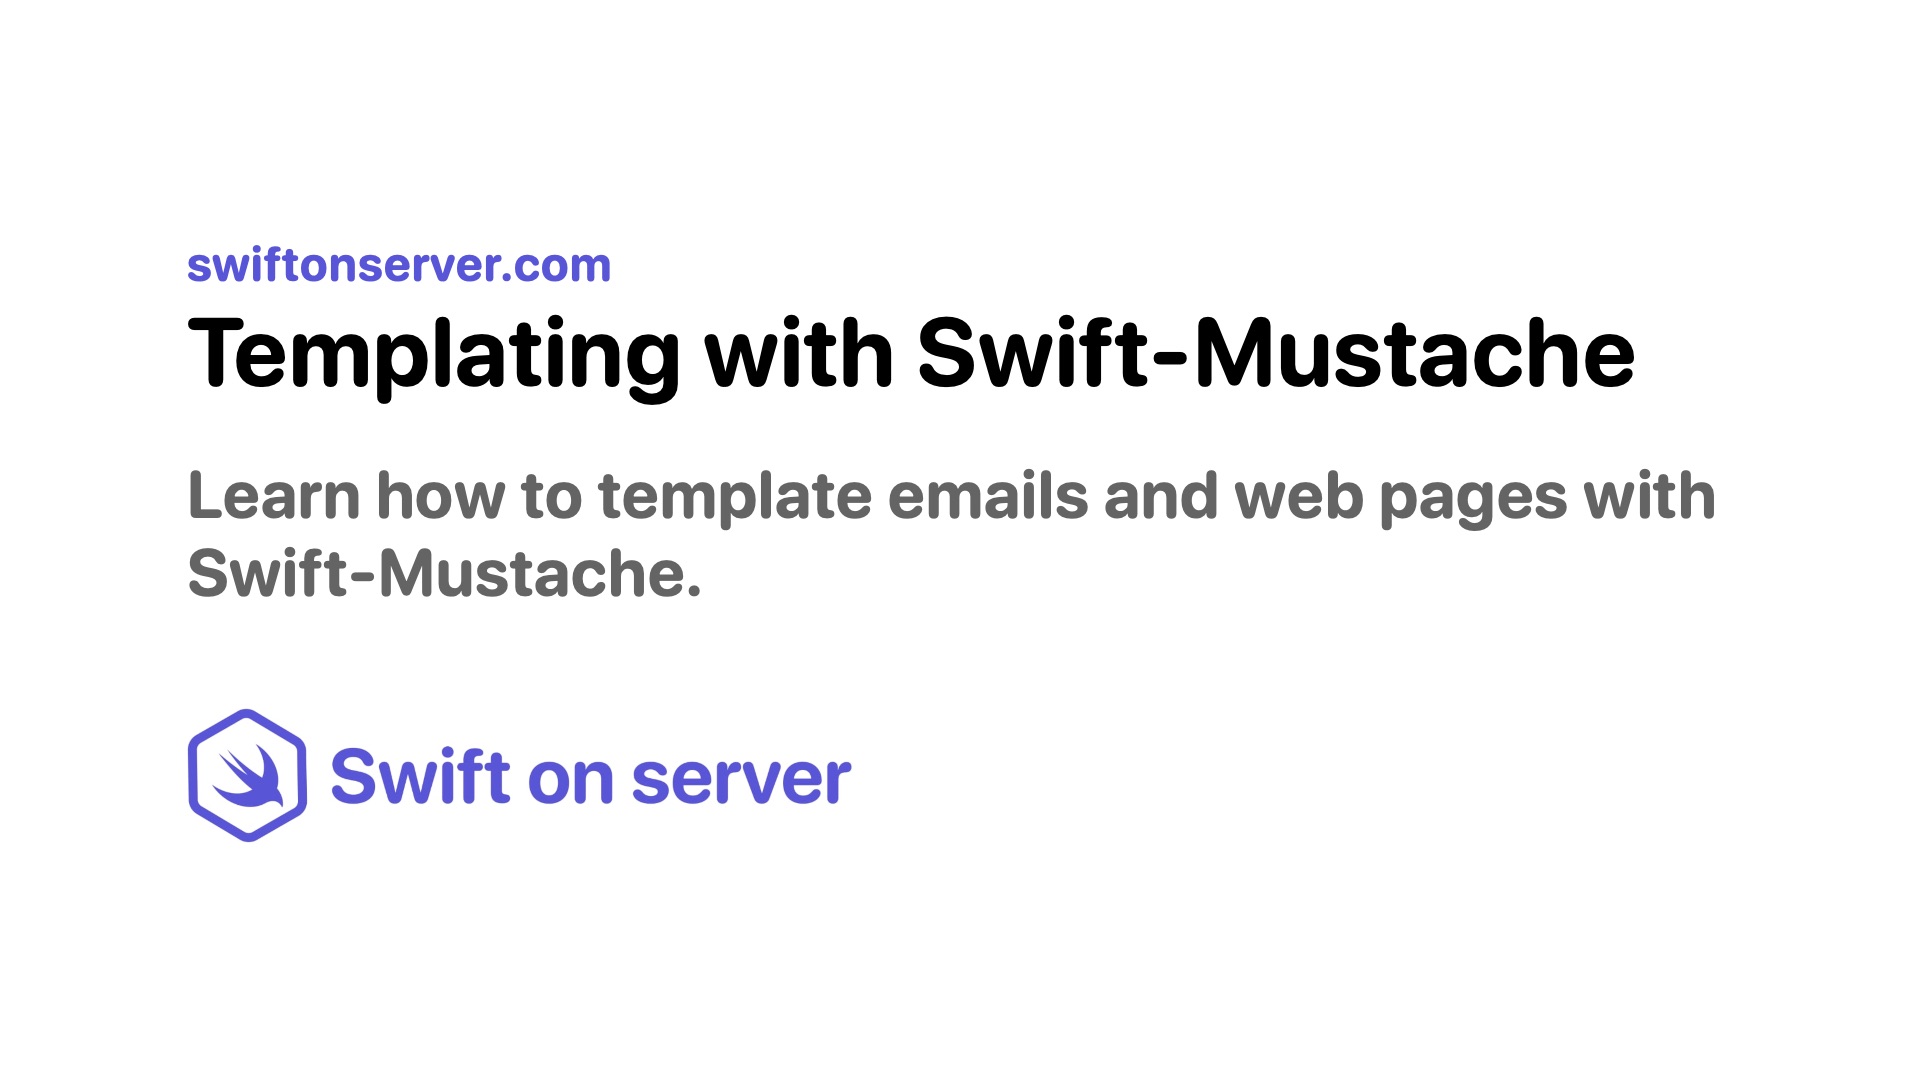 swiftonserver.com
Templating with Swift-Mustache
Learn how to template emails and web pages with
Swift-Mustache.
Swift on server